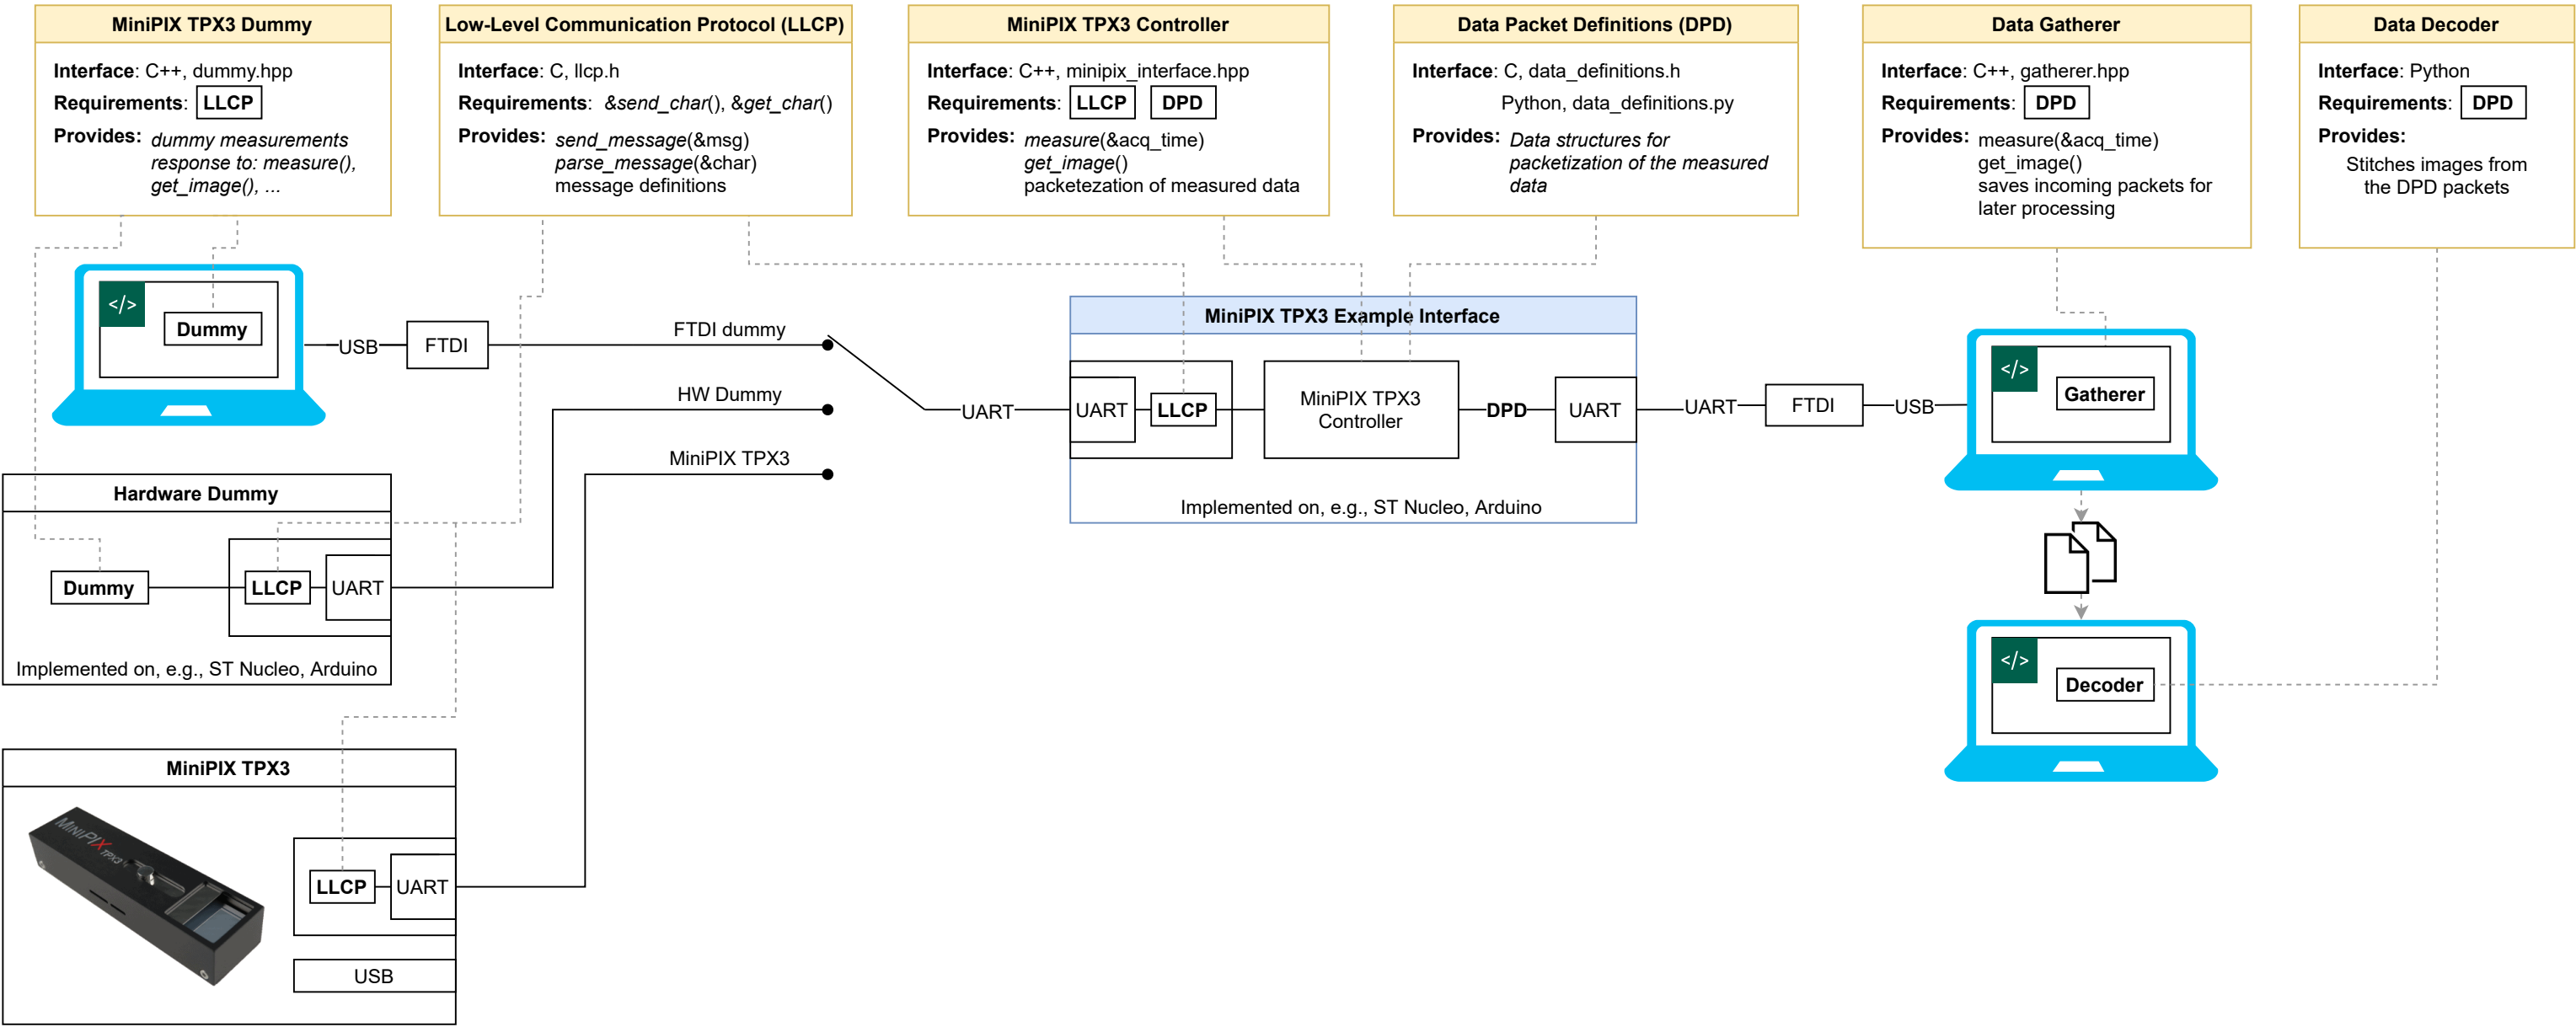 MiniPIX TPX3 Dummy
Interface: C++, dummy.hpp
Requirements: LLCP
Provides: dummy measurements
response to: measure(),
get_image(), ...
Low-Level Communication Protocol (LLCP)
Interface: C, llcp.h
Requirements: &send_char(), &get_char()
Provides: send_message(&msg)
parse_message(&char)
message definitions
MiniPIX TPX3 Controller
Interface: C++, minipix_interface.hpp
Requirements: LLCP DPD
Provides: measure(&acq_time)
get_image()
packetezation of measured data
Data Packet Definitions (DPD)
Interface: C, data_definitions.h
Python, data_definitions.py
Provides: Data structures for
packetization of the measured
data
Data Gatherer
Interface: C++, gatherer.hpp
Requirements: DPD
Provides: measure(&acq_time)
get_image()
saves incoming packets for
later processing
Data Decoder
Interface: Python
Requirements: DPD
Provides:
Stitches images from
the DPD packets
</>
Dummy
USB
FTDI
FTDI dummy
HW Dummy
MiniPIX TPX3
UART
MiniPIX TPX3 Example Interface
UART
LLCP
MiniPIX TPX3
Controller
DPD
UART
Implemented on, e.g., ST Nucleo, Arduino
UART
FTDI
USB
</>
Gatherer
Hardware Dummy
Dummy
LLCP
UART
Implemented on, e.g., ST Nucleo, Arduino
</>
Decoder
MiniPIX TPX3
MINIPIX TPX3
LLCP
UART
USB